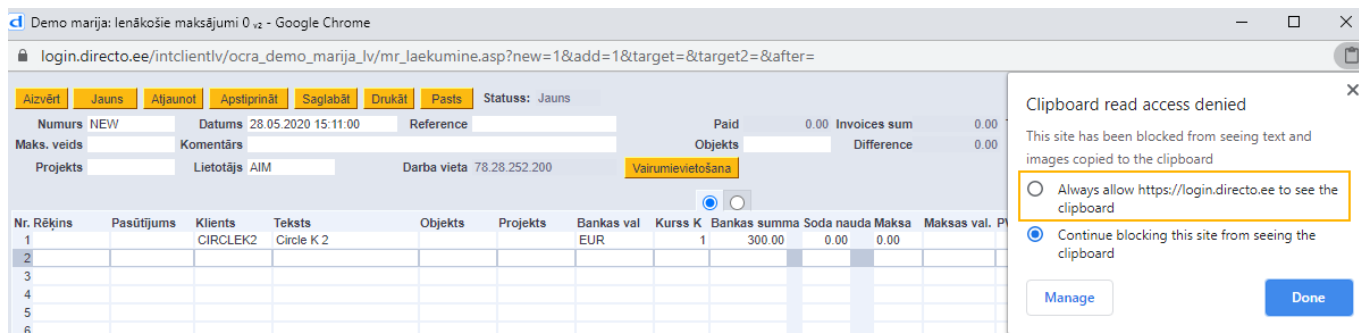 d Demo marija: Ienākošie maksājumi 0 v2 - Google Chrome
login.directo.ee/intclientlv/ocra_demo_marija_lv/mr_laekumine.asp?new=1&add=1&target=&target2=&after=
Aizvērt Jauns Atjaunot Apstiprināt Saglabāt Drukāt Pasts Statuss: Jauns
Numurs NEW Datums 28.05.2020 15:11:00 Reference Paid 0.00 Invoices sum 0.00
Maks. veids Komentārs Objekts Difference 0.00
Projekts Lietotājs AIM Darba vieta 78.28.252.200 Vairumievietošana
Nr. Rēķins Pasūtījums Klients Teksts Objekts Projekts Bankas val Kurss K Bankas summa Soda nauda Maksa Maksas val.
1 CIRCLEK2 Circle K 2 EUR 1 300.00 0.00 0.00
2
3
4
5
6
Clipboard read access denied
This site has been blocked from seeing text and
images copied to the clipboard
Always allow https://login.directo.ee to see the
clipboard
Continue blocking this site from seeing the
clipboard
Manage Done